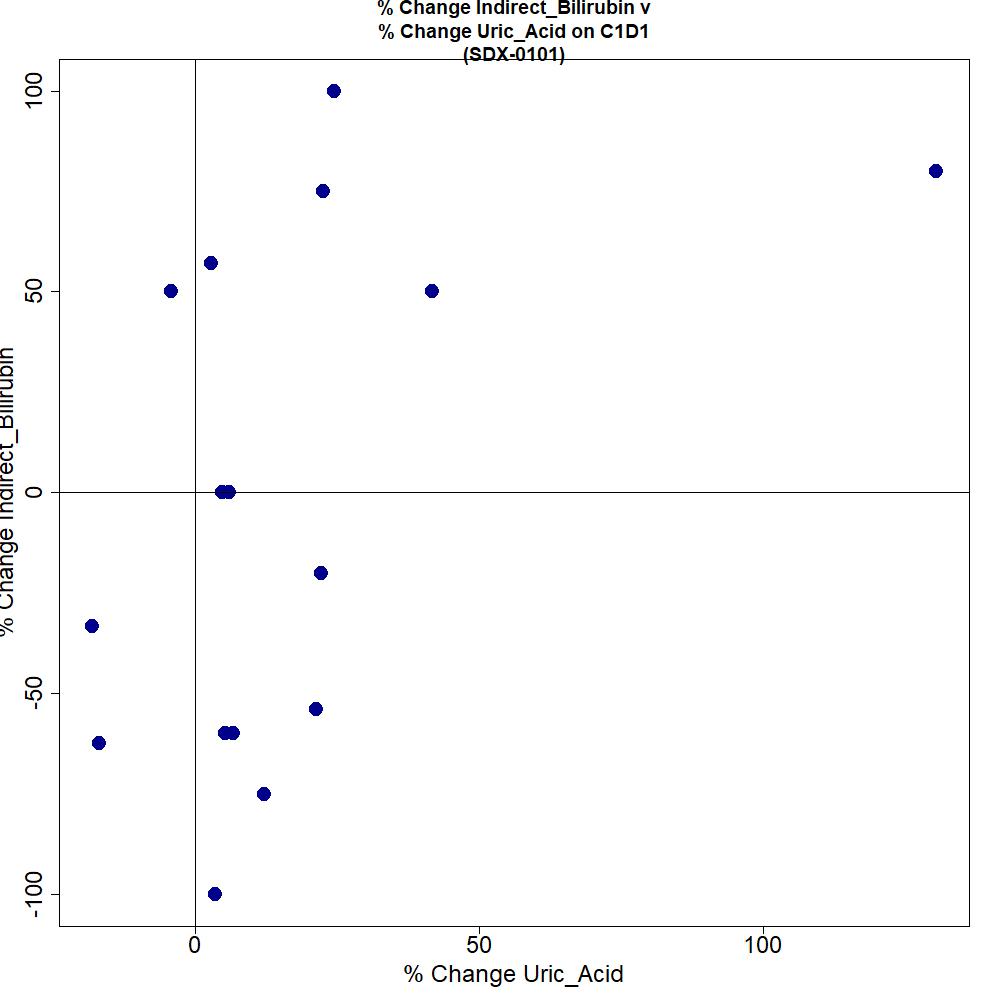 % Change Indirect_Bilirubin v
% Change Uric_Acid on C1D1
(SDX-0101)
100
50
0
-50
-100
% Change Indirect_Bilirubin
0
50
100
% Change Uric_Acid